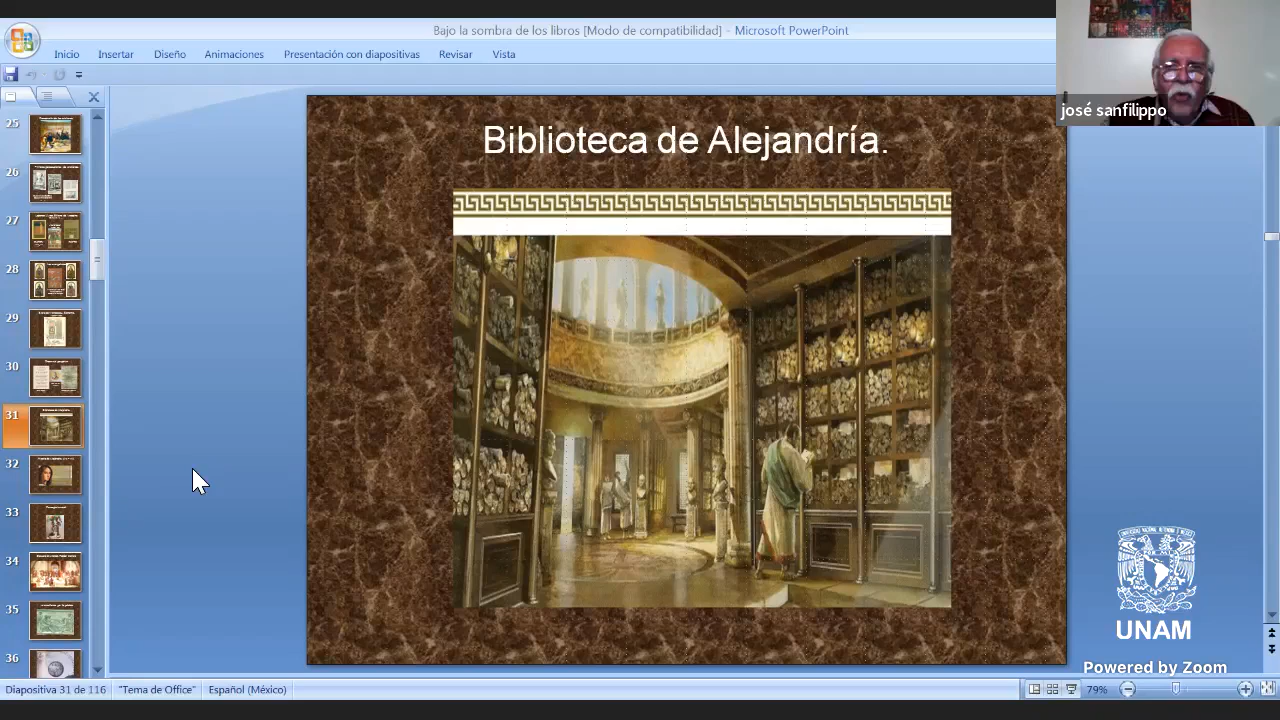 Bajo la sombra de los libros [Modo de compatibilidad] - Microsoft PowerPoint
Inicio Insertar Diseño Animaciones Presentación con diapositivas Revisar Vista
josé sanfilippo
Biblioteca de Alejandría.
25
26
27
28
29
30
31
32
33
34
35
36
UNAM
Powered by Zoom
Diapositiva 31 de 116 "Tema de Office" Español (México) 79%